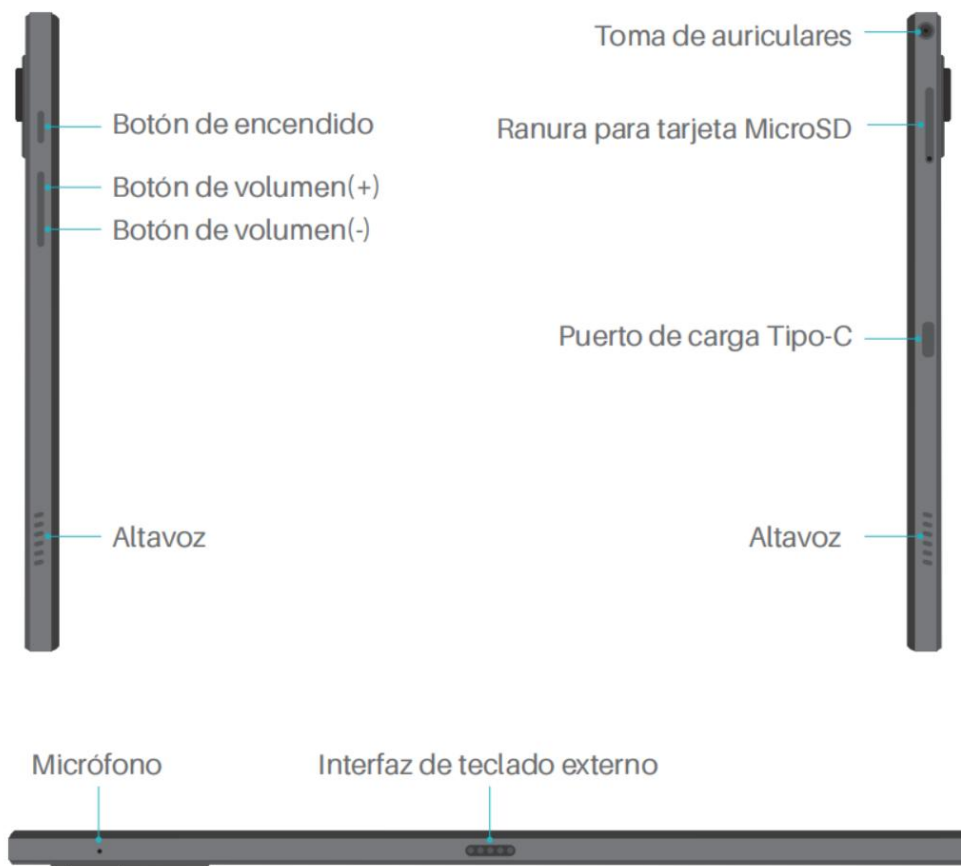 Toma de auriculares
Botón de encendido
Ranura para tarjeta MicroSD
Botón de volumen(+)
Botón de volumen(-)
Puerto de carga Tipo-C
Altavoz
Altavoz
Micrófono
Interfaz de teclado externo